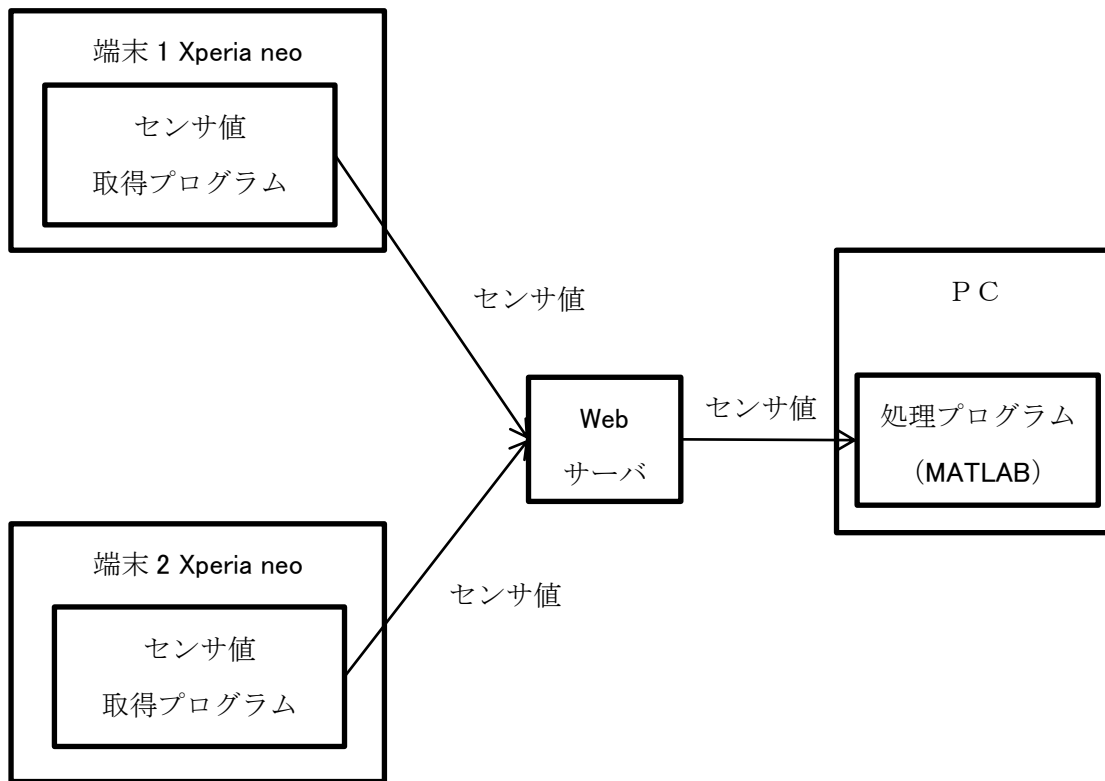 端末 1 Xperia neo
センサ値
取得プログラム
センサ値
ＰＣ
Web
サーバ
センサ値
処理プログラム
（MATLAB）
端末 2 Xperia neo
センサ値
センサ値
取得プログラム